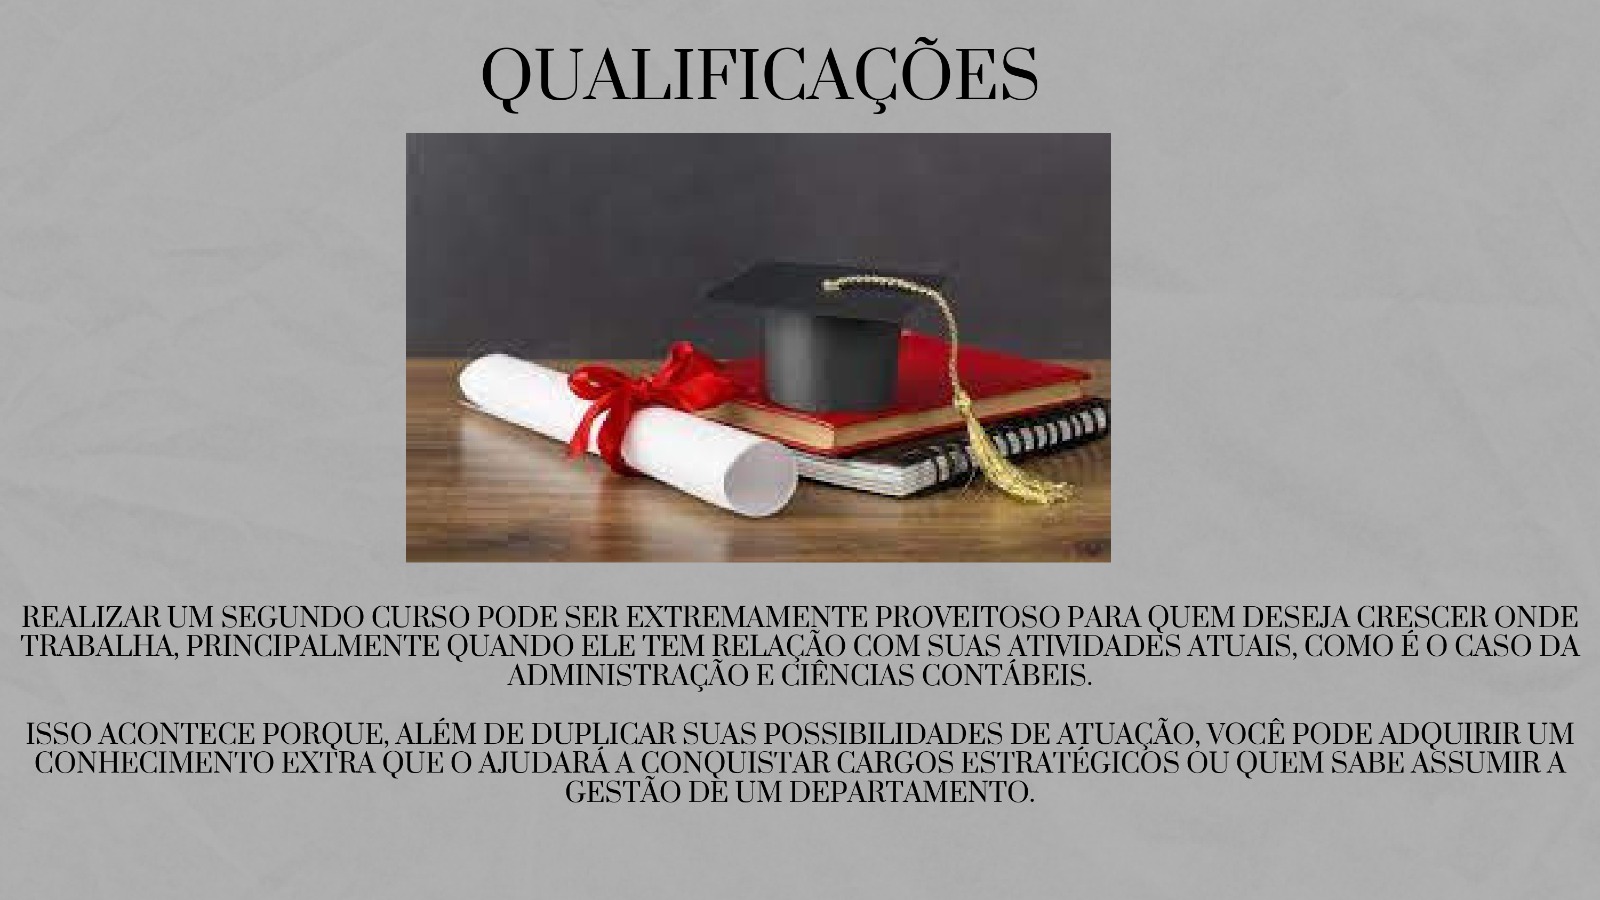 QUALIFICAÇÕES
REALIZAR UM SEGUNDO CURSO PODE SER EXTREMAMENTE PROVEITOSO PARA QUEM DESEJA CRESCER ONDE
TRABALHA, PRINCIPALMENTE QUANDO ELE TEM RELAÇÃO COM SUAS ATIVIDADES ATUAIS, COMO É O CASO DA
ADMINISTRAÇÃO E CIÊNCIAS CONTÁBEIS.
ISSO ACONTECE PORQUE, ALÉM DE DUPLICAR SUAS POSSIBILIDADES DE ATUAÇÃO, VOCÊ PODE ADQUIRIR UM
CONHECIMENTO EXTRA QUE O AJUDARÁ A CONQUISTAR CARGOS ESTRATÉGICOS OU QUEM SABE ASSUMIR A
GESTÃO DE UM DEPARTAMENTO.